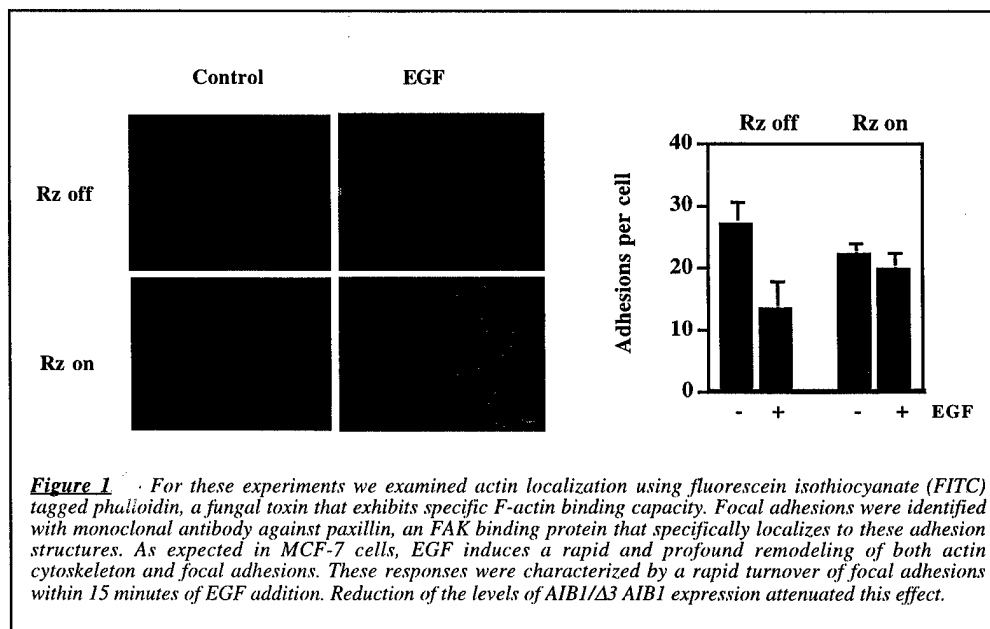 Control EGF
Rz off
Rz on
Rz off Rz on
40
30
20
10
0
Adhesions per cell
- + - + EGF
Figure 1 · For these experiments we examined actin localization using fluorescein isothiocyanate (FITC)
tagged phalloidin, a fungal toxin that exhibits specific F-actin binding capacity. Focal adhesions were identified
with monoclonal antibody against paxillin, an FAK binding protein that specifically localizes to these adhesion
structures. As expected in MCF-7 cells, EGF induces a rapid and profound remodeling of both actin
cytoskeleton and focal adhesions. These responses were characterized by a rapid turnover of focal adhesions
within 15 minutes of EGF addition. Reduction of the levels of AIB1/Δ3 AIB1 expression attenuated this effect.